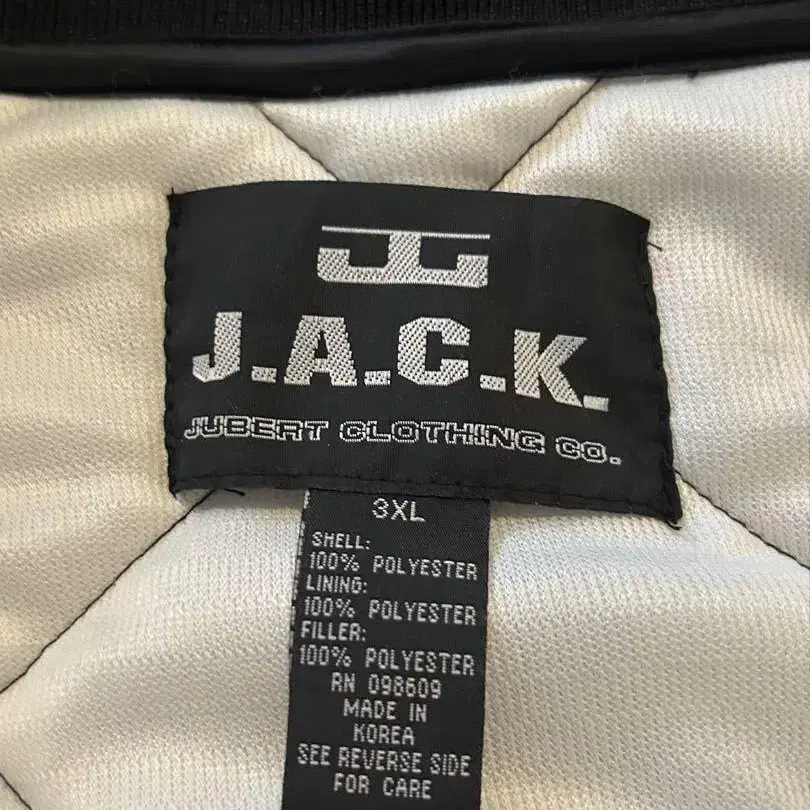 J.A.C.K.
JUBERT CLOTHING CO.
3XL
SHELL:
100% POLYESTER
LINING:
100% POLYESTER
FILLER:
100% POLYESTER
RN 098609
MADE IN
KOREA
SEE REVERSE SIDE
FOR CARE